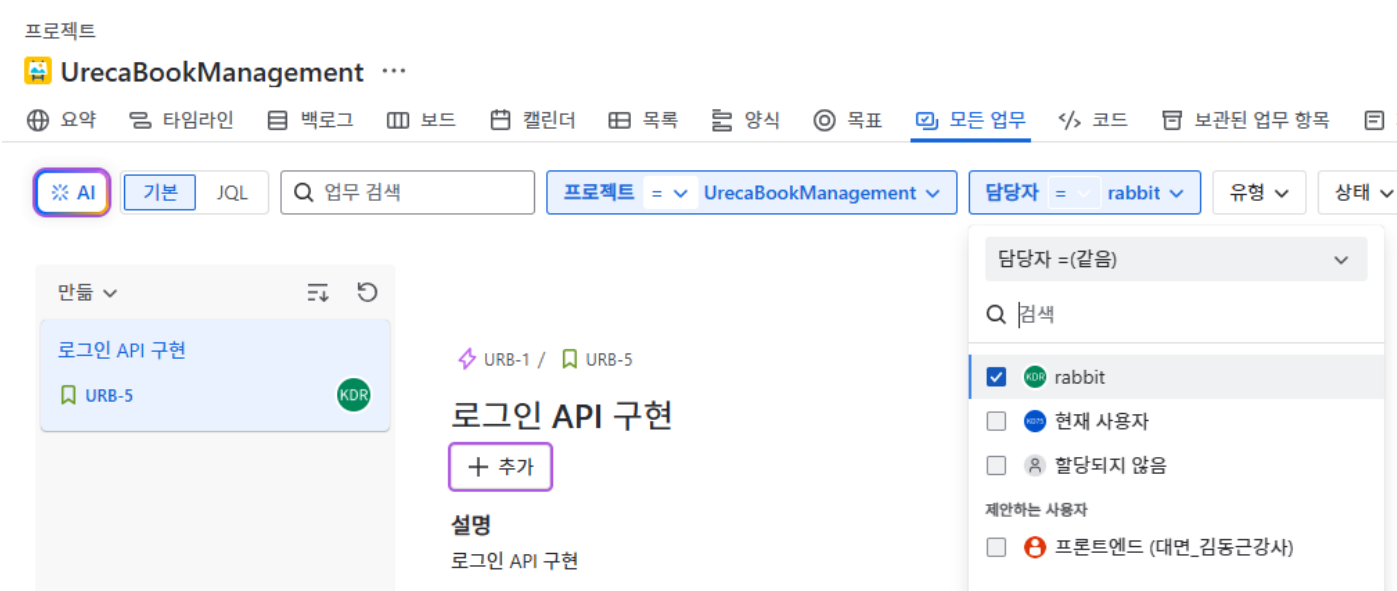 프로젝트
UrecaBookManagement ···
요약 타임라인 백로그 보드 캘린더 목록 양식 목표 모든 업무 코드 보관된 업무 항목
AI 기본 JQL 업무 검색 프로젝트 = UrecaBookManagement 담당자 = rabbit 유형 상태
담당자 =(같음)
검색
rabbit
현재 사용자
할당되지 않음
제안하는 사용자
프론트엔드 (대면_김동근강사)
만듦
로그인 API 구현
URB-5 KDR
URB-1 / URB-5
로그인 API 구현
+ 추가
설명
로그인 API 구현